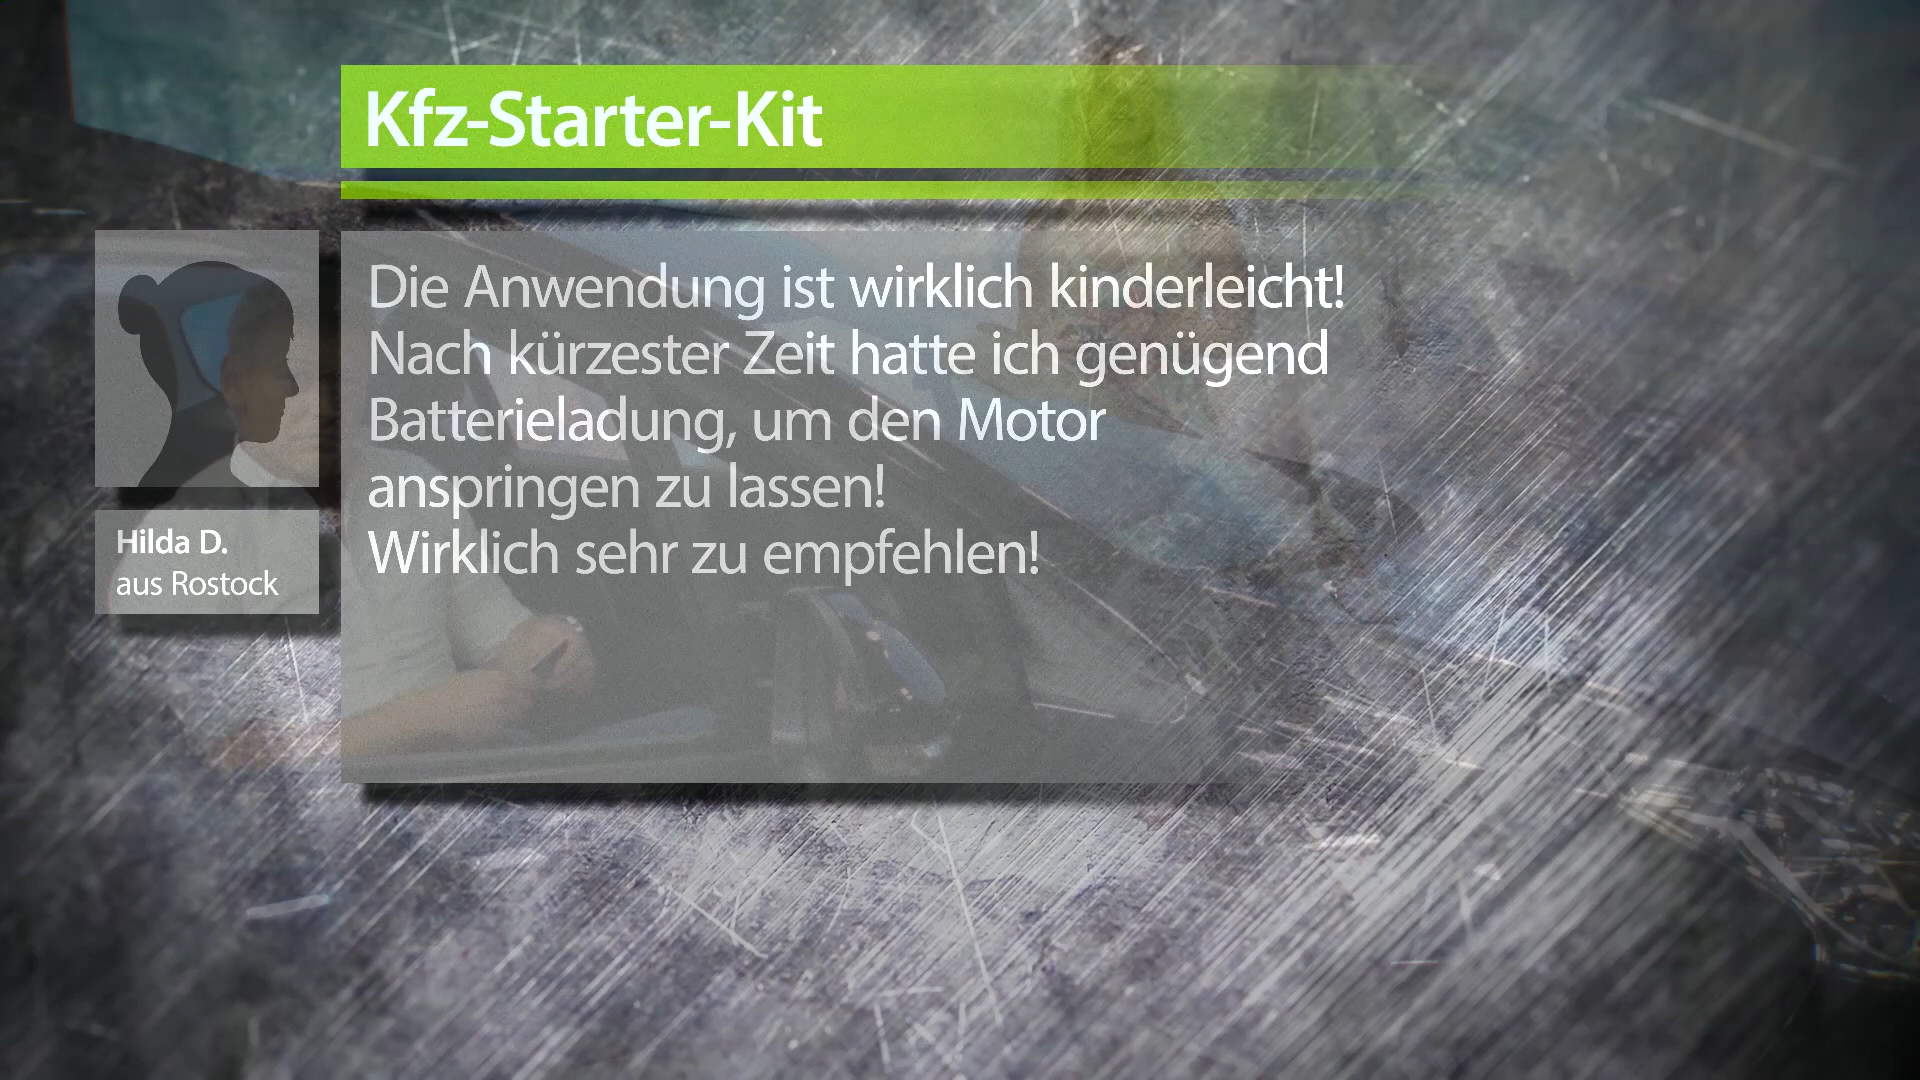 Kfz-Starter-Kit
Die Anwendung ist wirklich kinderleicht!
Nach kürzester Zeit hatte ich genügend
Batterieladung, um den Motor
anspringen zu lassen!
Wirklich sehr zu empfehlen!
Hilda D.
aus Rostock